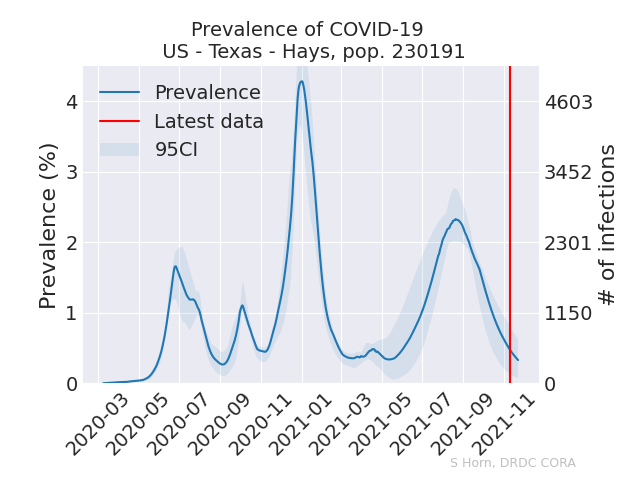 Prevalence of COVID-19
US - Texas - Hays, pop. 230191
Prevalence
Latest data
95CI
Prevalence (%)
4
3
2
1
0
4603
3452
2301
1150
0
# of infections
2020-03
2020-05
2020-07
2020-09
2020-11
2021-01
2021-03
2021-05
2021-07
2021-09
2021-11
S Horn, DRDC CORA